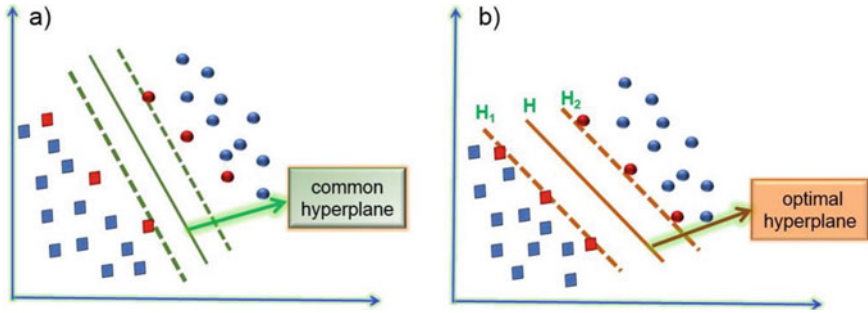 a)
common
hyperplane
b)
H₁
H
H₂
optimal
hyperplane